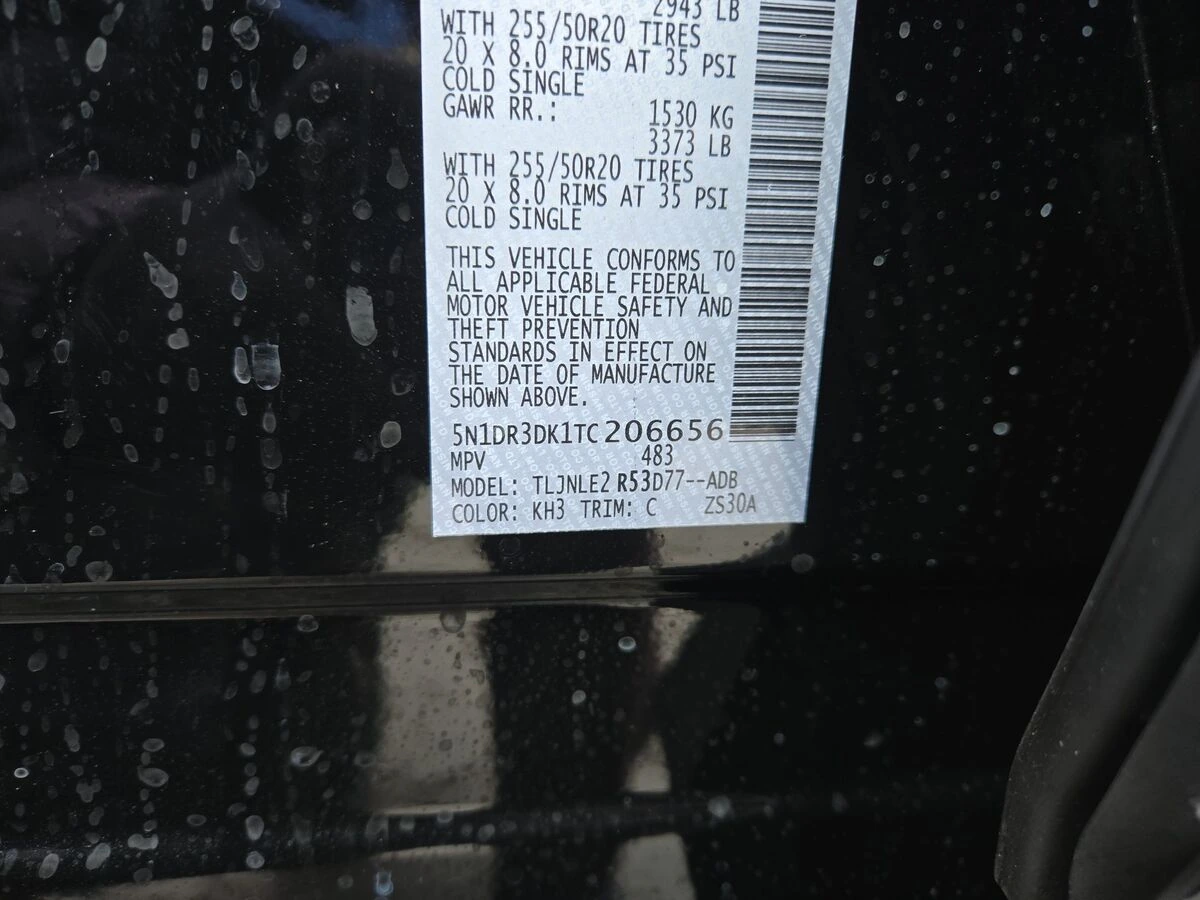 2943 LB
WITH 255/50R20 TIRES
20 X 8.0 RIMS AT 35 PSI
COLD SINGLE
GAWR RR.: 1530 KG
3373 LB
WITH 255/50R20 TIRES
20 X 8.0 RIMS AT 35 PSI
COLD SINGLE
THIS VEHICLE CONFORMS TO
ALL APPLICABLE FEDERAL
MOTOR VEHICLE SAFETY AND
THEFT PREVENTION
STANDARDS IN EFFECT ON
THE DATE OF MANUFACTURE
SHOWN ABOVE.
5N1DR3DK1TC206656
MPV 483
MODEL: TLJNLE2 R53D77--ADB
COLOR: KH3 TRIM: C ZS30A